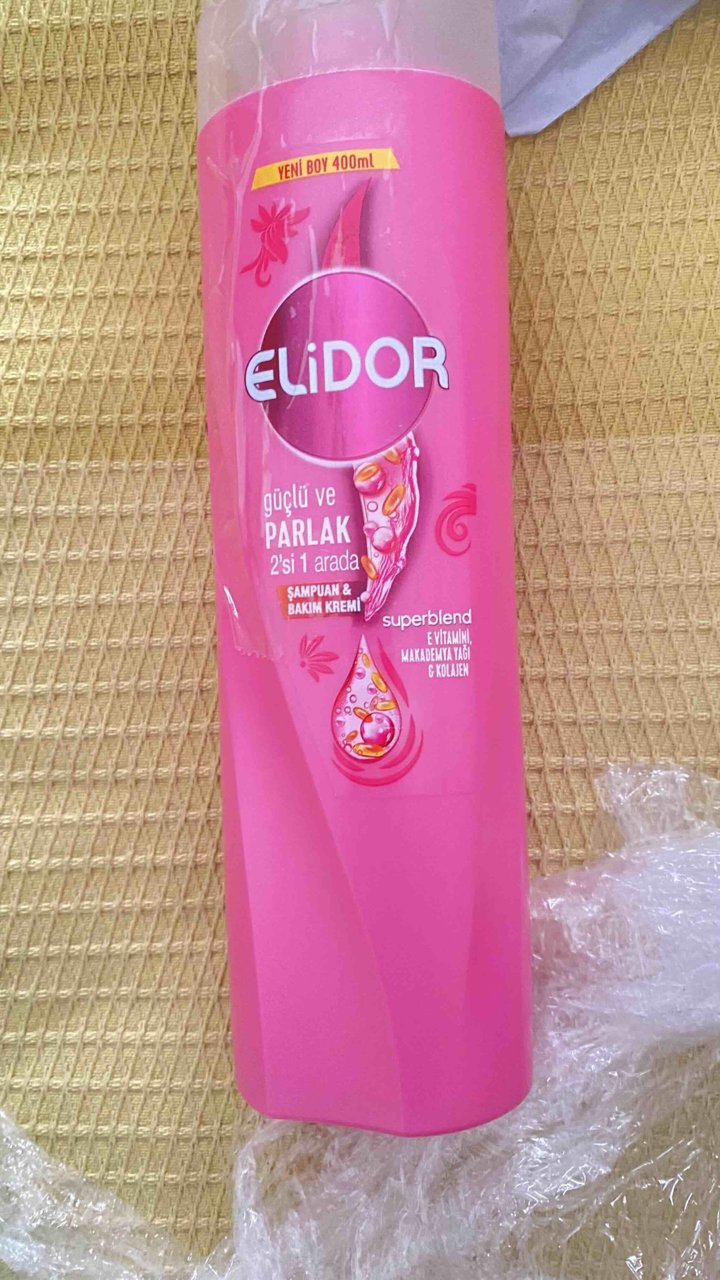 YENİ BOY 400ml
ELiDOR
güçlü ve
PARLAK
2'si 1 arada
ŞAMPUAN &
BAKIM KREMİ
superblend
E VİTAMİNİ,
MAKADEMYA YAĞI
& KOLAJEN